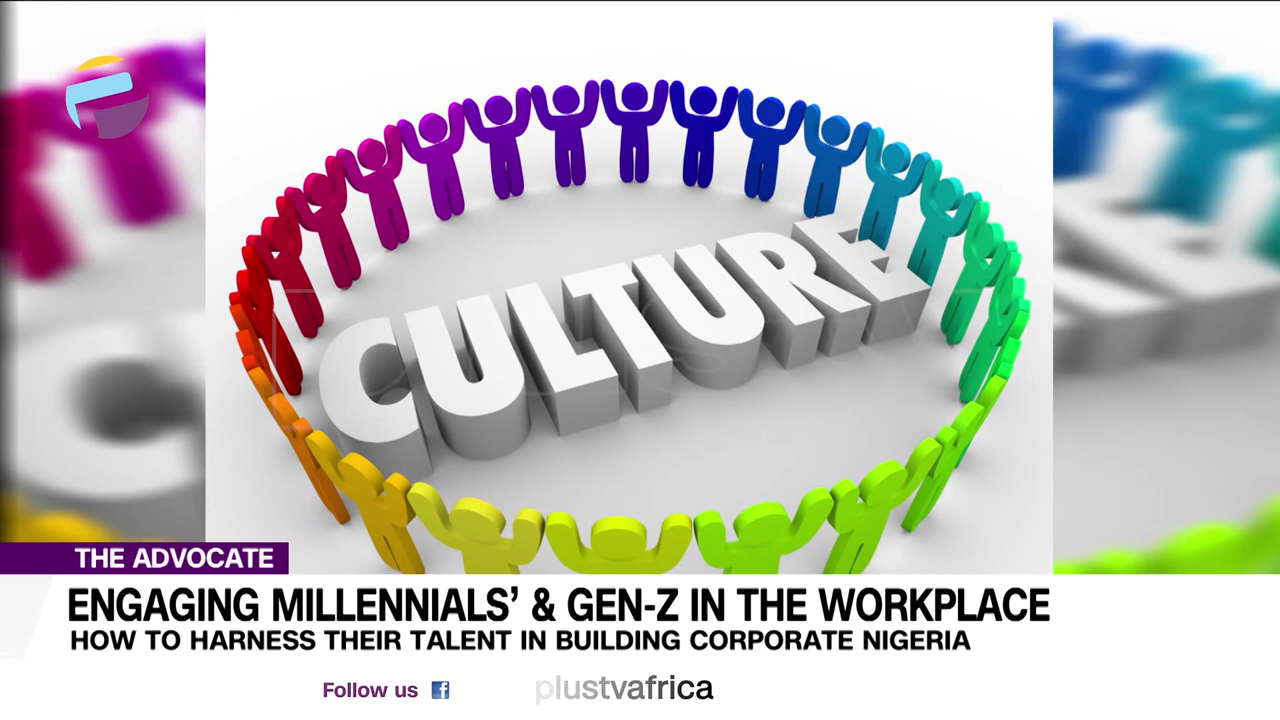 CULTURE
THE ADVOCATE
ENGAGING MILLENNIALS' & GEN-Z IN THE WORKPLACE
HOW TO HARNESS THEIR TALENT IN BUILDING CORPORATE NIGERIA
Follow us f plustvafrica